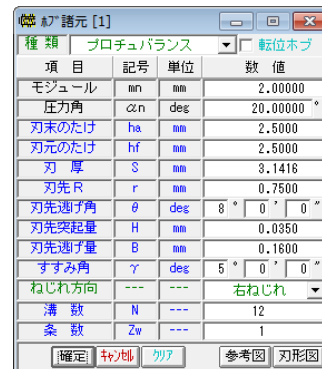 ﾎﾌﾞ諸元 [1]
種 類 プロチュバランス 転位ホブ
項 目 記号 単位 数 値
モジュール mn mm 2.00000
圧力角 αn deg 20.00000 °
刃末のたけ ha mm 2.5000
刃元のたけ hf mm 2.5000
刃 厚 S mm 3.1416
刃先R r mm 0.7500
刃先逃げ角 θ deg 8 ° 0 ' 0 "
刃先突起量 H mm 0.0350
刃先逃げ量 B mm 0.1600
すすみ角 γ deg 5 ° 0 ' 0 "
ねじれ方向 --- --- 右ねじれ
溝 数 N --- 12
条 数 Zw --- 1
確定 ｷｬﾝｾﾙ ｸﾘｱ 参考図 刃形図